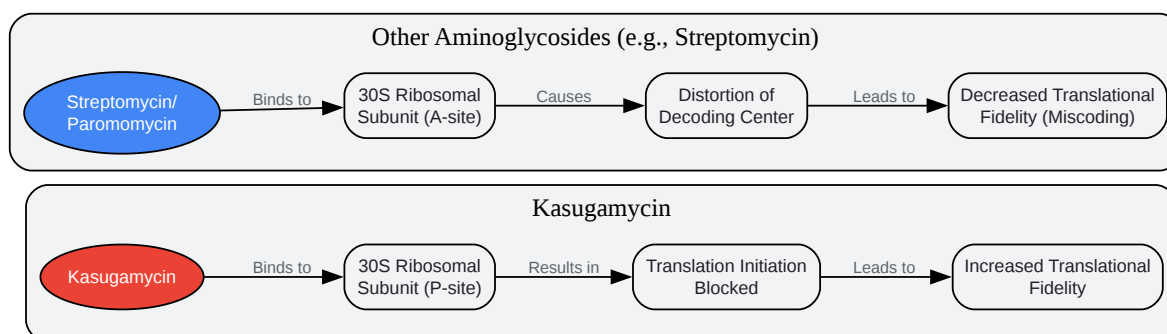 Other Aminoglycosides (e.g., Streptomycin)
Streptomycin/
Paromomycin
Binds to
30S Ribosomal
Subunit (A-site)
Causes
Distortion of
Decoding Center
Leads to
Decreased Translational
Fidelity (Miscoding)
Kasugamycin
Kasugamycin
Binds to
30S Ribosomal
Subunit (P-site)
Results in
Translation Initiation
Blocked
Leads to
Increased Translational
Fidelity